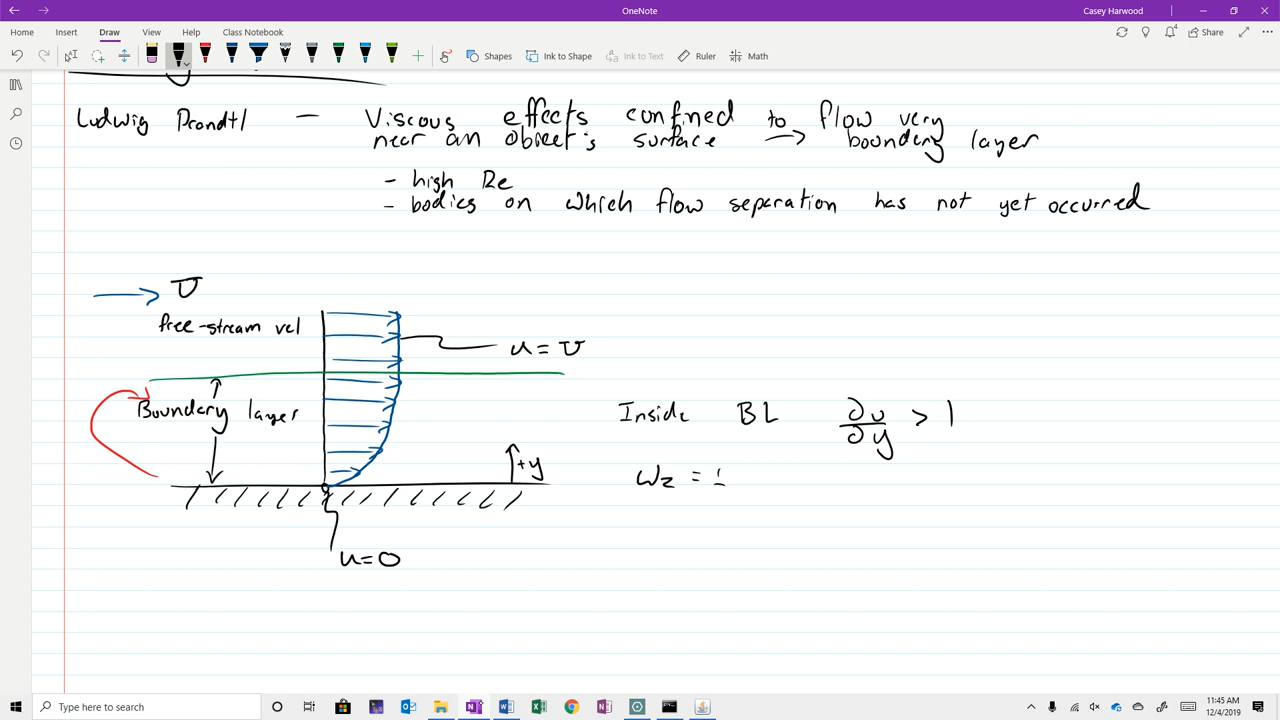 OneNote
Casey Harwood
Home Insert Draw View Help Class Notebook
Share
Shapes Ink to Shape Ink to Text Ruler Math
Ludwig Prandtl — Viscous effects confined to flow very
near an object's surface → boundary layer
- high Re
- bodies on which flow separation has not yet occurred
U
free-stream vel
u = U
Boundary layer
Inside BL ∂u/∂y > 1
+y
ωz = 
u=0
Type here to search
11:45 AM
12/4/2019